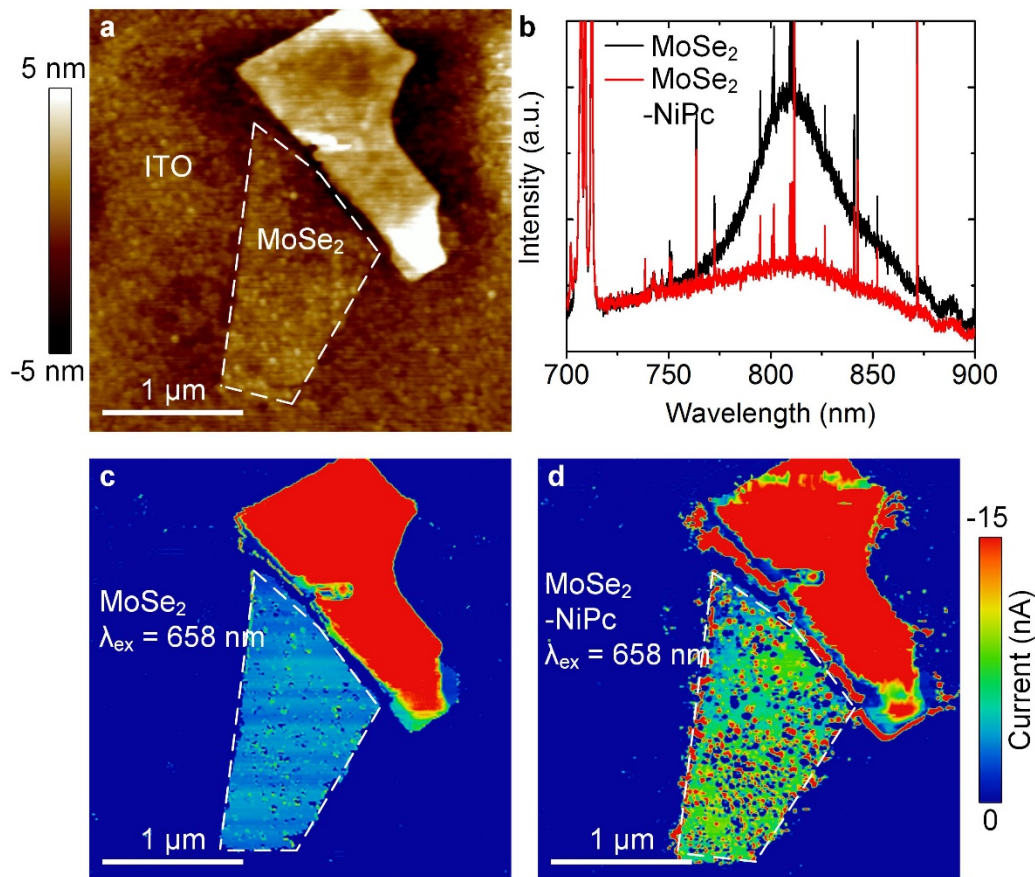 a
5 nm
-5 nm
ITO
MoSe₂
1 µm
b
MoSe₂
MoSe₂
-NiPc
Intensity (a.u.)
700 750 800 850 900
Wavelength (nm)
c
MoSe₂
λex = 658 nm
1 µm
d
MoSe₂
-NiPc
λex = 658 nm
1 µm
-15
Current (nA)
0